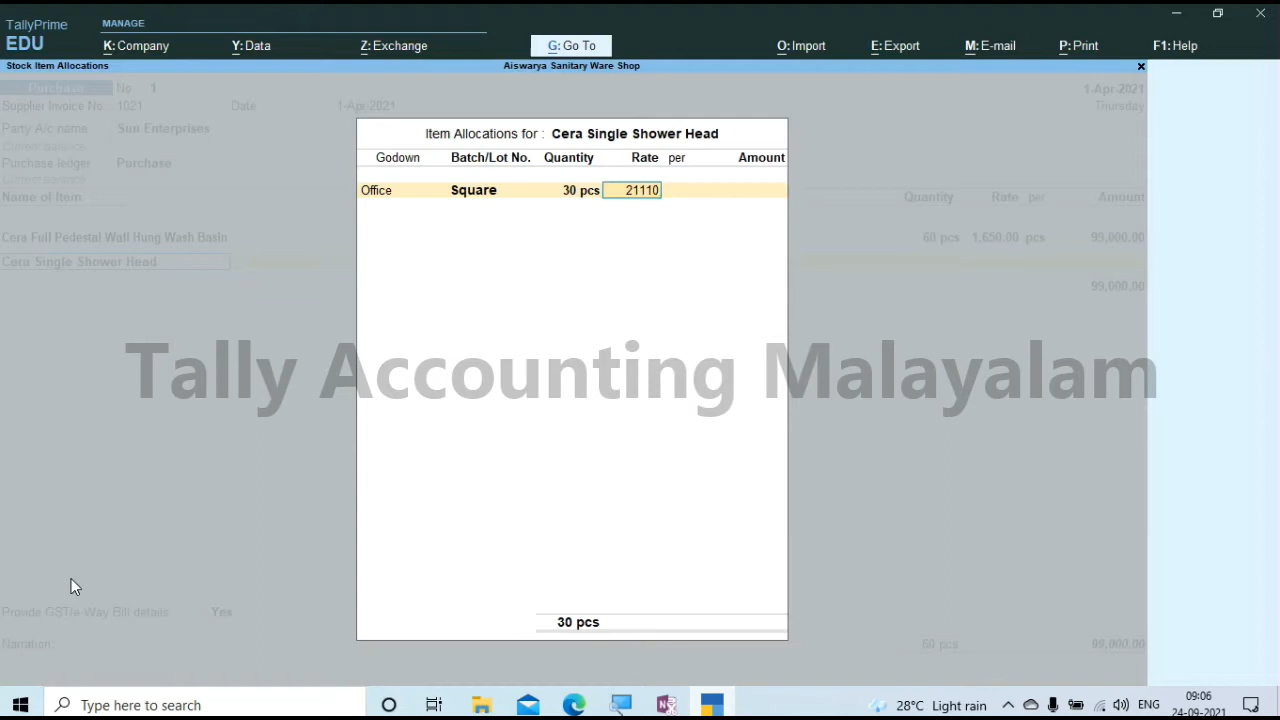 TallyPrime
EDU
MANAGE
K: Company
Y: Data
Z: Exchange
G: Go To
O: Import
E: Export
M: E-mail
P: Print
F1: Help
Stock Item Allocations
Aiswarya Sanitary Ware Shop
Purchase No. 1
1-Apr-2021
Supplier Invoice No. 1021 Date 1-Apr-2021
Thursday
Party A/c name Sun Enterprises
Current balance
Purchase ledger Purchase
Current balance
Name of Item Quantity Rate per Amount
Cera Full Pedestal Wall Hung Wash Basin 60 pcs 1,650.00 pcs 99,000.00
Cera Single Shower Head
99,000.00
Item Allocations for : Cera Single Shower Head
Godown Batch/Lot No. Quantity Rate per Amount
Office Square 30 pcs 21110
30 pcs
Tally Accounting Malayalam
Provide GST/e-Way Bill details Yes
Narration: 60 pcs 99,000.00
Type here to search
28°C Light rain
ENG
09:06
24-09-2021